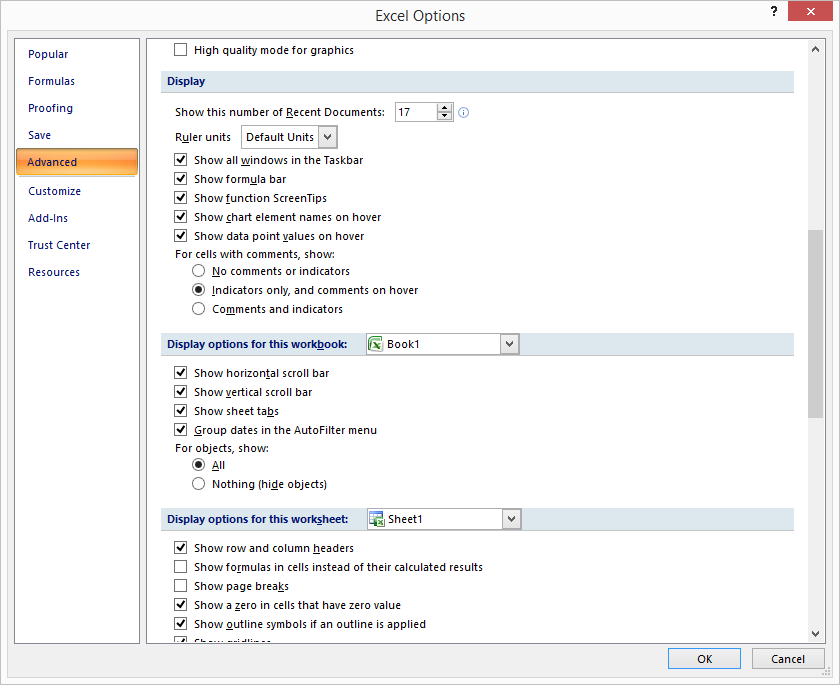 Excel Options
?
Popular
Formulas
Proofing
Save
Advanced
Customize
Add-Ins
Trust Center
Resources
High quality mode for graphics
Display
Show this number of Recent Documents: 17
Ruler units Default Units
Show all windows in the Taskbar
Show formula bar
Show function ScreenTips
Show chart element names on hover
Show data point values on hover
For cells with comments, show:
No comments or indicators
Indicators only, and comments on hover
Comments and indicators
Display options for this workbook: Book1
Show horizontal scroll bar
Show vertical scroll bar
Show sheet tabs
Group dates in the AutoFilter menu
For objects, show:
All
Nothing (hide objects)
Display options for this worksheet: Sheet1
Show row and column headers
Show formulas in cells instead of their calculated results
Show page breaks
Show a zero in cells that have zero value
Show outline symbols if an outline is applied
Show gridlines
OK Cancel